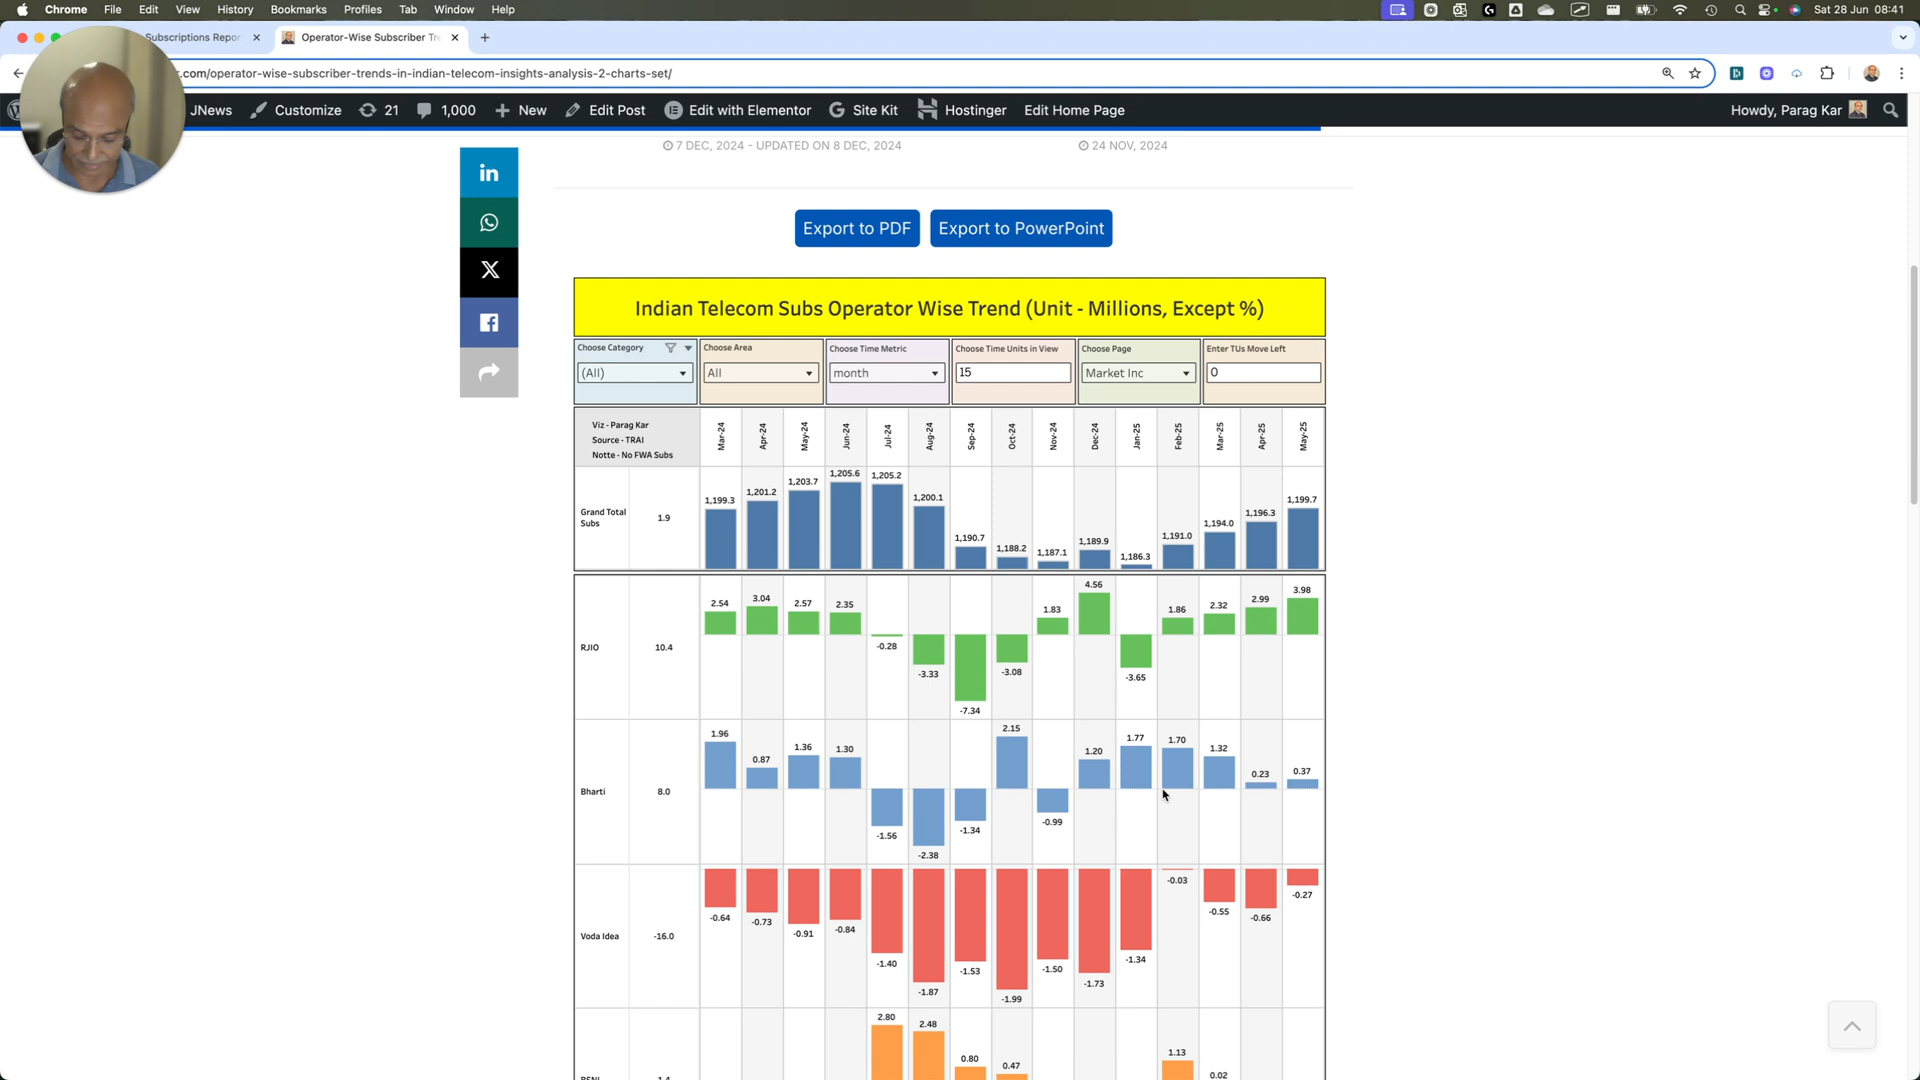 Chrome File Edit View History Bookmarks Profiles Tab Window Help Sat 28 Jun 08:41
Subscriptions Repor Operator-Wise Subscriber Tre
.com/operator-wise-subscriber-trends-in-indian-telecom-insights-analysis-2-charts-set/
JNews Customize 21 1,000 New Edit Post Edit with Elementor Site Kit Hostinger Edit Home Page Howdy, Parag Kar
7 DEC, 2024 - UPDATED ON 8 DEC, 2024 24 NOV, 2024
Export to PDF Export to PowerPoint
Indian Telecom Subs Operator Wise Trend (Unit - Millions, Except %)
Choose Category Choose Area Choose Time Metric Choose Time Units in View Choose Page Enter TUs Move Left
(All) All month 15 Market Inc 0
Viz - Parag Kar
Source - TRAI
Notte - No FWA Subs
Mar-24 Apr-24 May-24 Jun-24 Jul-24 Aug-24 Sep-24 Oct-24 Nov-24 Dec-24 Jan-25 Feb-25 Mar-25 Apr-25 May-25
Grand Total
Subs
1.9
1,199.3 1,201.2 1,203.7 1,205.6 1,205.2 1,200.1 1,190.7 1,188.2 1,187.1 1,189.9 1,186.3 1,191.0 1,194.0 1,196.3 1,199.7
RJIO 10.4
2.54 3.04 2.57 2.35 -0.28 -3.33 -7.34 -3.08 1.83 4.56 -3.65 1.86 2.32 2.99 3.98
Bharti 8.0
1.96 0.87 1.36 1.30 -1.56 -2.38 -1.34 2.15 -0.99 1.20 1.77 1.70 1.32 0.23 0.37
Voda Idea -16.0
-0.64 -0.73 -0.91 -0.84 -1.40 -1.87 -1.53 -1.99 -1.50 -1.73 -1.34 -0.03 -0.55 -0.66 -0.27
2.80 2.48 0.80 0.47 1.13 0.02